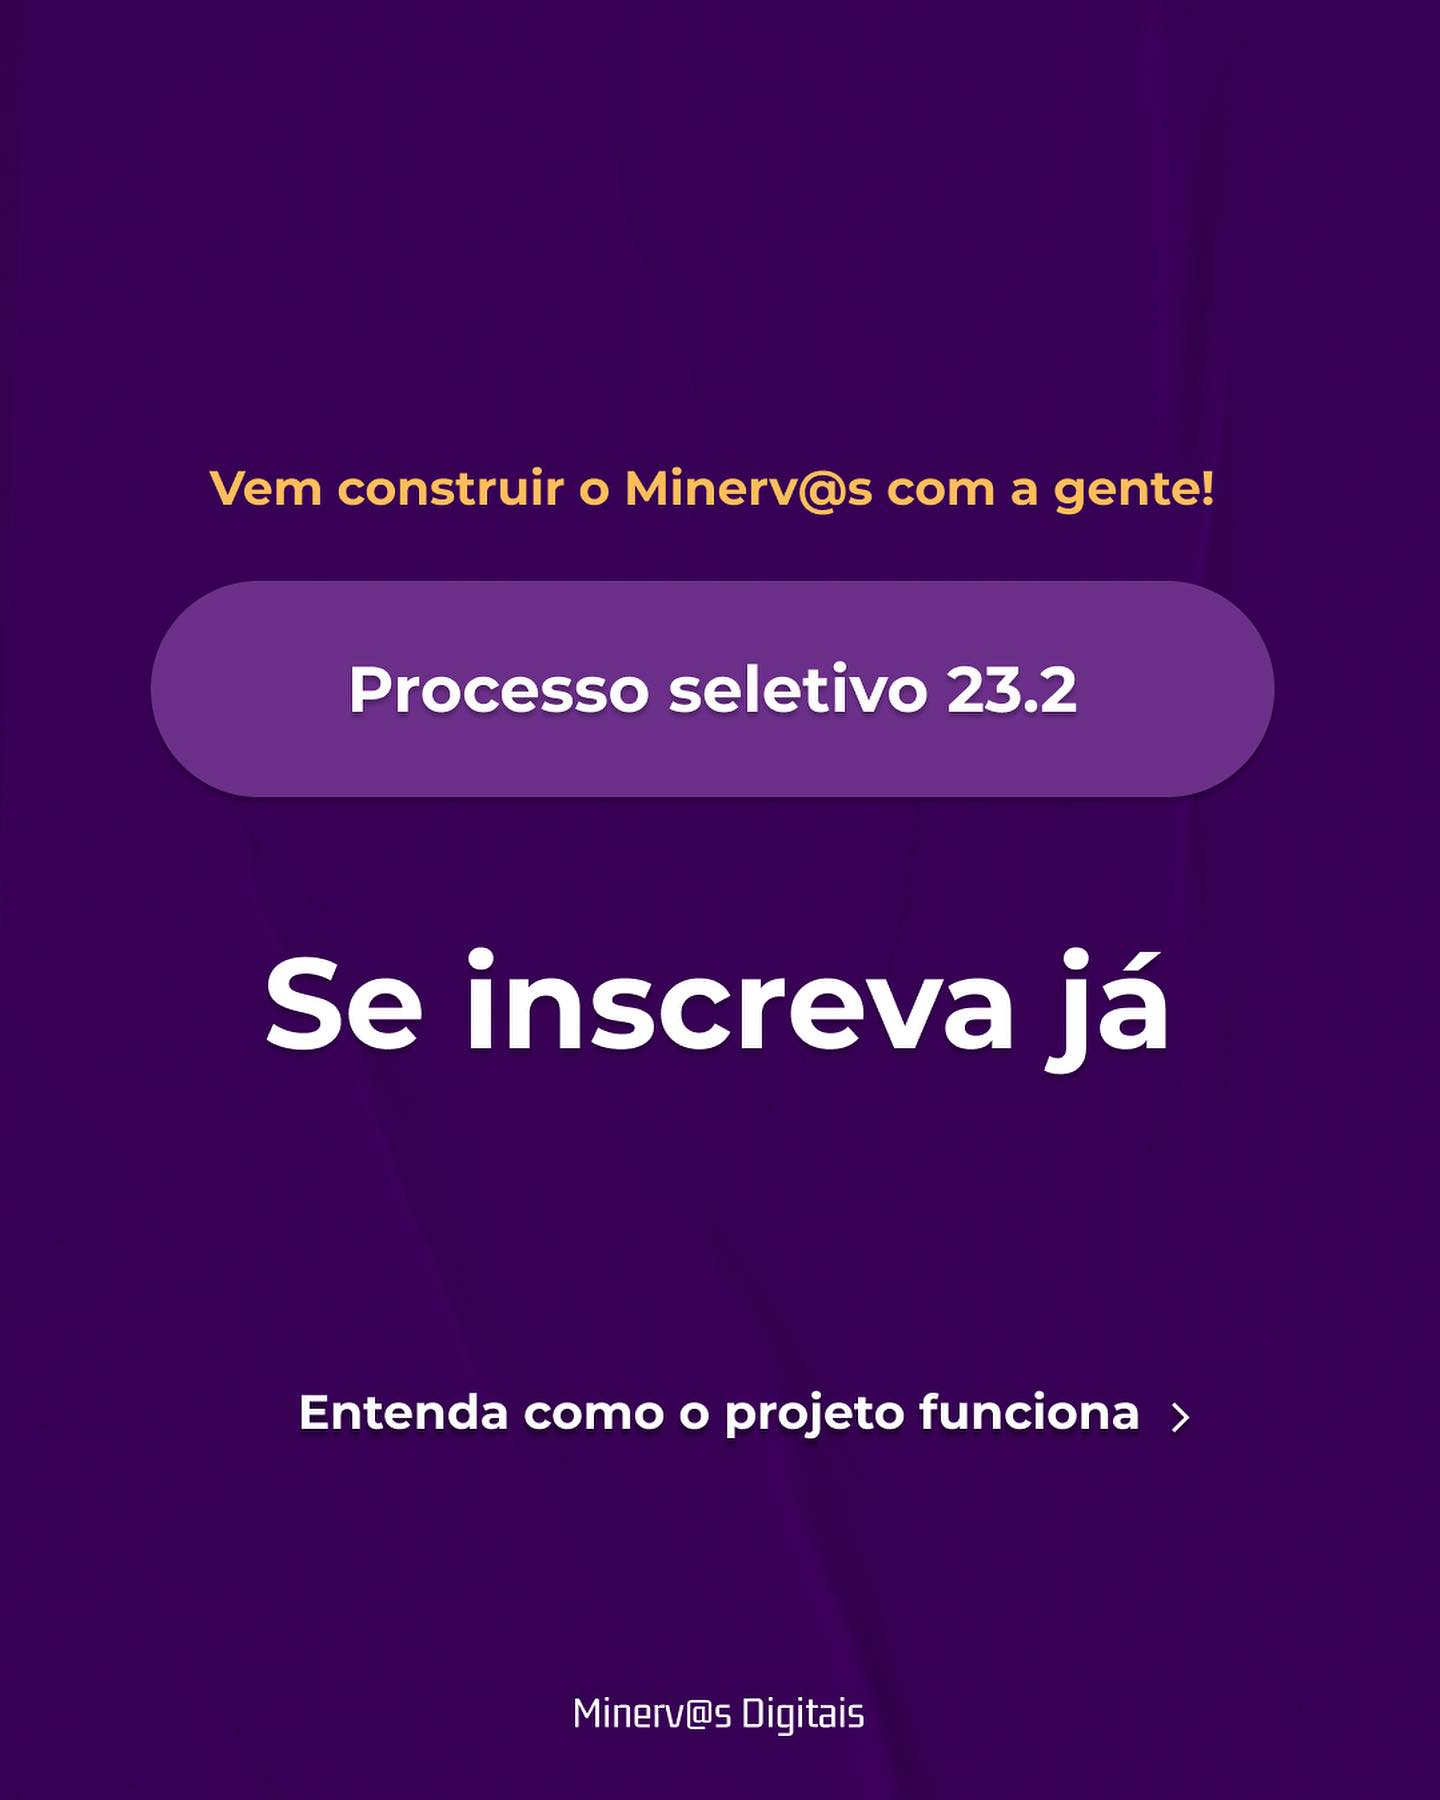 Vem construir o Minerv@s com a gente!
Processo seletivo 23.2
Se inscreva já
Entenda como o projeto funciona >
Minerv@s Digitais